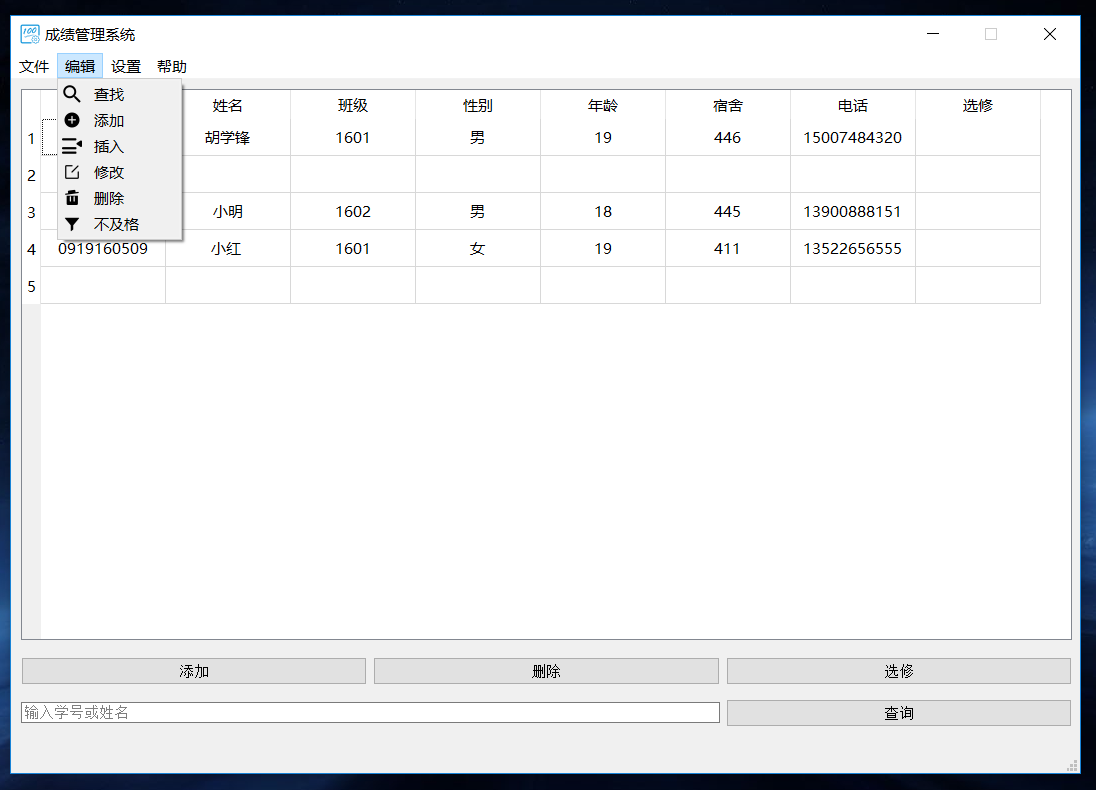 成绩管理系统
文件 编辑 设置 帮助
查找
添加
插入
修改
删除
不及格
姓名 班级 性别 年龄 宿舍 电话 选修
1 胡学锋 1601 男 19 446 15007484320
2
3 小明 1602 男 18 445 13900888151
4 0919160509 小红 1601 女 19 411 13522656555
5
添加 删除 选修
输入学号或姓名 查询